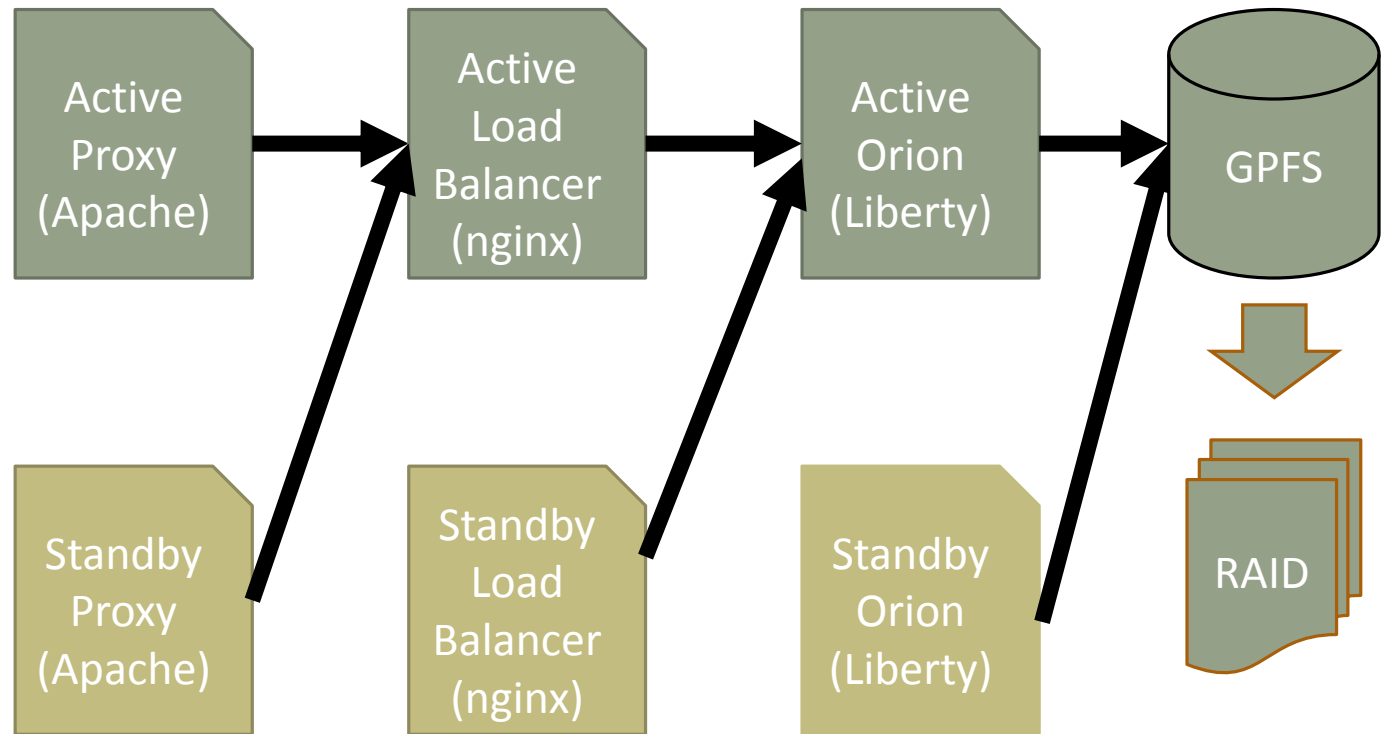 Active
Proxy
(Apache)
Active
Load
Balancer
(nginx)
Active
Orion
(Liberty)
GPFS
Standby
Proxy
(Apache)
Standby
Load
Balancer
(nginx)
Standby
Orion
(Liberty)
RAID